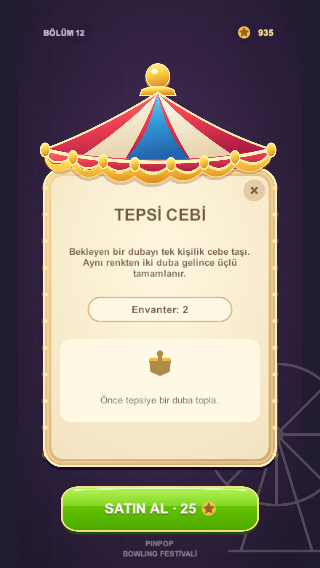 BÖLÜM 12
935
TEPSİ CEBİ
Bekleyen bir dubayı tek kişilik cebe taşı.
Aynı renkten iki duba gelince üçlü
tamamlanır.
Envanter: 2
Önce tepsiye bir duba topla.
SATIN AL · 25
PINPOP
BOWLING FESTİVALİ